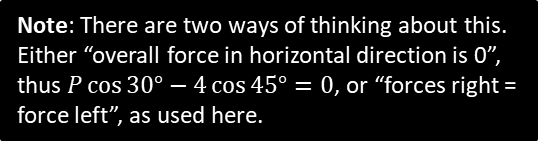 Note: There are two ways of thinking about this.
Either “overall force in horizontal direction is 0”,
thus 𝑃 cos 30° − 4 cos 45° = 0, or “forces right =
force left”, as used here.